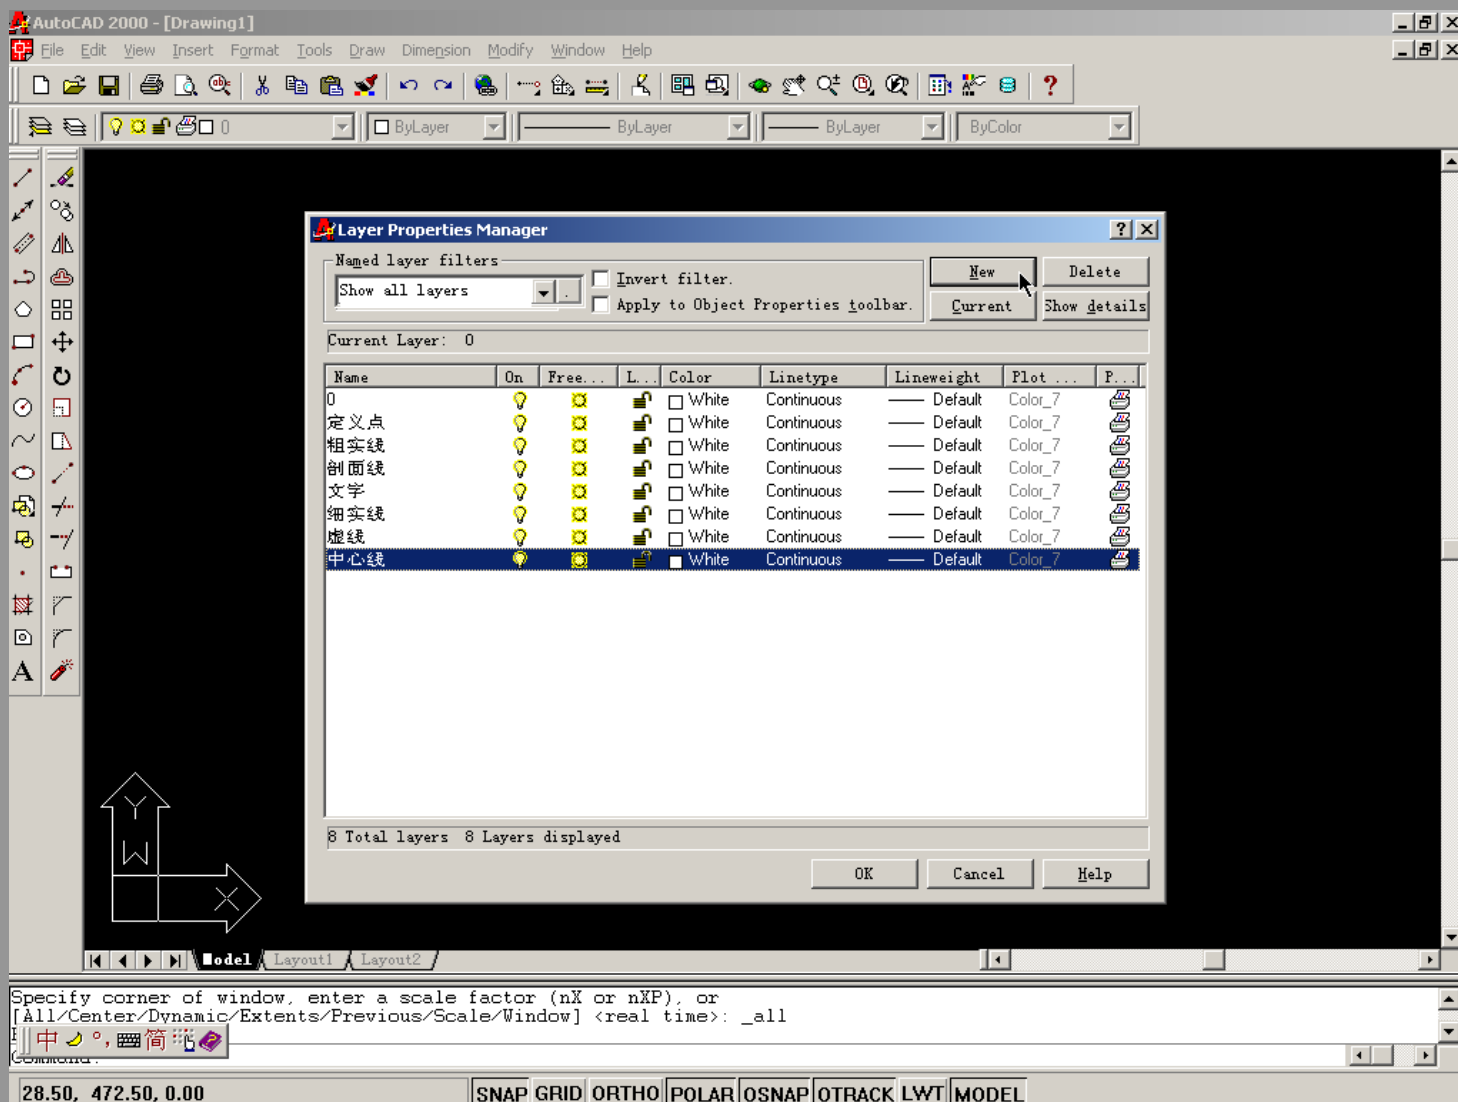 AutoCAD 2000 - [Drawing1]
File Edit View Insert Format Tools Draw Dimension Modify Window Help
0 ByLayer ByLayer ByLayer ByColor
Layer Properties Manager
Named layer filters
Show all layers
Invert filter.
Apply to Object Properties toolbar.
New Delete
Current Show details
Current Layer: 0
Name On Free... L... Color Linetype Lineweight Plot ... P...
0 White Continuous Default Color_7
定义点 White Continuous Default Color_7
粗实线 White Continuous Default Color_7
剖面线 White Continuous Default Color_7
文字 White Continuous Default Color_7
细实线 White Continuous Default Color_7
虚线 White Continuous Default Color_7
中心线 White Continuous Default Color_7
8 Total layers 8 Layers displayed
OK Cancel Help
Y
W
X
Model Layout1 Layout2
Specify corner of window, enter a scale factor (nX or nXP), or
[All/Center/Dynamic/Extents/Previous/Scale/Window] <real time>: _all
中 简
Command:
28.50, 472.50, 0.00 SNAP GRID ORTHO POLAR OSNAP OTRACK LWT MODEL